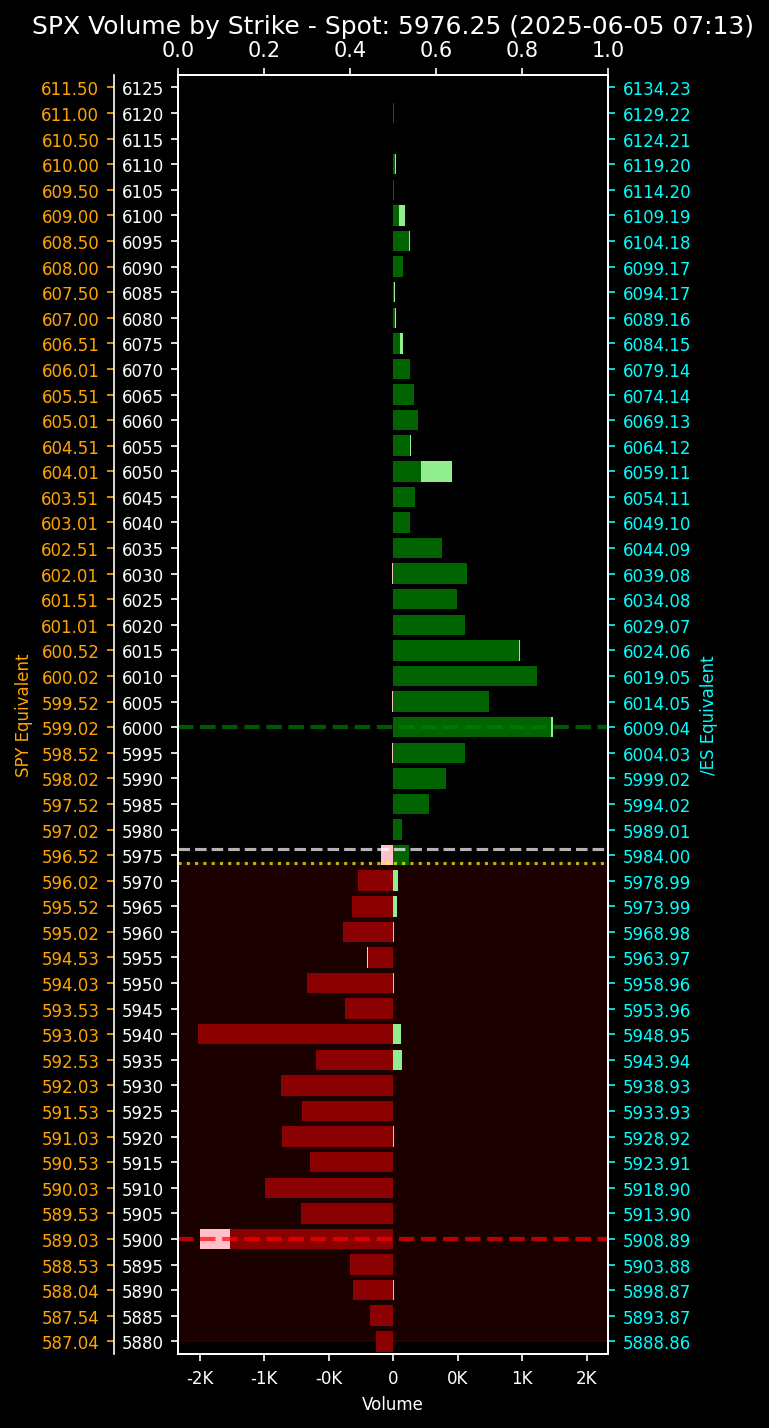 SPX Volume by Strike - Spot: 5976.25 (2025-06-05 07:13)
0.0 0.2 0.4 0.6 0.8 1.0
611.50 6125 6134.23
611.00 6120 6129.22
610.50 6115 6124.21
610.00 6110 6119.20
609.50 6105 6114.20
609.00 6100 6109.19
608.50 6095 6104.18
608.00 6090 6099.17
607.50 6085 6094.17
607.00 6080 6089.16
606.51 6075 6084.15
606.01 6070 6079.14
605.51 6065 6074.14
605.01 6060 6069.13
604.51 6055 6064.12
604.01 6050 6059.11
603.51 6045 6054.11
603.01 6040 6049.10
602.51 6035 6044.09
602.01 6030 6039.08
601.51 6025 6034.08
601.01 6020 6029.07
600.52 6015 6024.06
600.02 6010 6019.05
599.52 6005 6014.05
599.02 6000 6009.04
598.52 5995 6004.03
598.02 5990 5999.02
597.52 5985 5994.02
597.02 5980 5989.01
596.52 5975 5984.00
596.02 5970 5978.99
595.52 5965 5973.99
595.02 5960 5968.98
594.53 5955 5963.97
594.03 5950 5958.96
593.53 5945 5953.96
593.03 5940 5948.95
592.53 5935 5943.94
592.03 5930 5938.93
591.53 5925 5933.93
591.03 5920 5928.92
590.53 5915 5923.91
590.03 5910 5918.90
589.53 5905 5913.90
589.03 5900 5908.89
588.53 5895 5903.88
588.04 5890 5898.87
587.54 5885 5893.87
587.04 5880 5888.86
SPY Equivalent
/ES Equivalent
-2K -1K -0K 0 0K 1K 2K
Volume